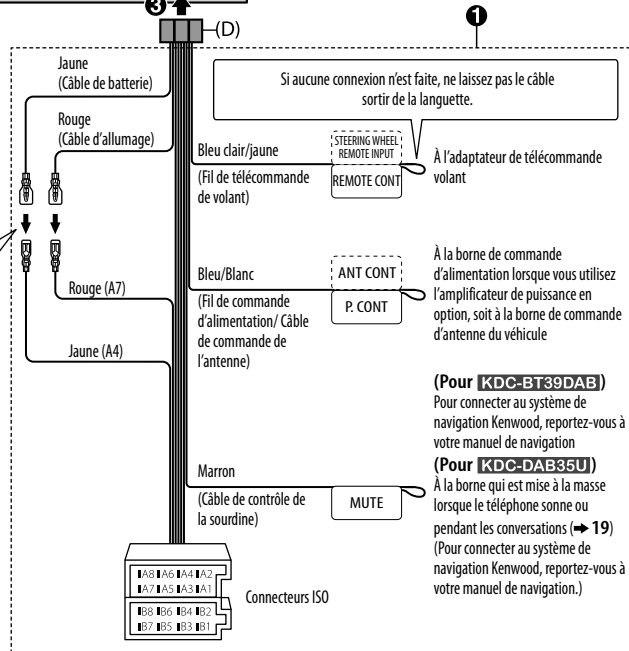 ❸
(D)
❶
Jaune
(Câble de batterie)
Rouge
(Câble d’allumage)
Si aucune connexion n’est faite, ne laissez pas le câble
sortir de la languette.
Bleu clair/jaune
(Fil de télécommande
de volant)
STEERING WHEEL
REMOTE INPUT
REMOTE CONT
À l’adaptateur de télécommande
volant
Rouge (A7)
Jaune (A4)
Bleu/Blanc
(Fil de commande
d’alimentation/ Câble
de commande de
l’antenne)
ANT CONT
P. CONT
À la borne de commande
d’alimentation lorsque vous utilisez
l’amplificateur de puissance en
option, soit à la borne de commande
d’antenne du véhicule
Marron
(Câble de contrôle de
la sourdine)
MUTE
(Pour KDC-BT39DAB)
Pour connecter au système de
navigation Kenwood, reportez-vous à
votre manuel de navigation
(Pour KDC-DAB35U)
À la borne qui est mise à la masse
lorsque le téléphone sonne ou
pendant les conversations (➡ 19)
(Pour connecter au système de
navigation Kenwood, reportez-vous à
votre manuel de navigation.)
A8 A6 A4 A2
A7 A5 A3 A1
B8 B6 B4 B2
B7 B5 B3 B1
Connecteurs ISO